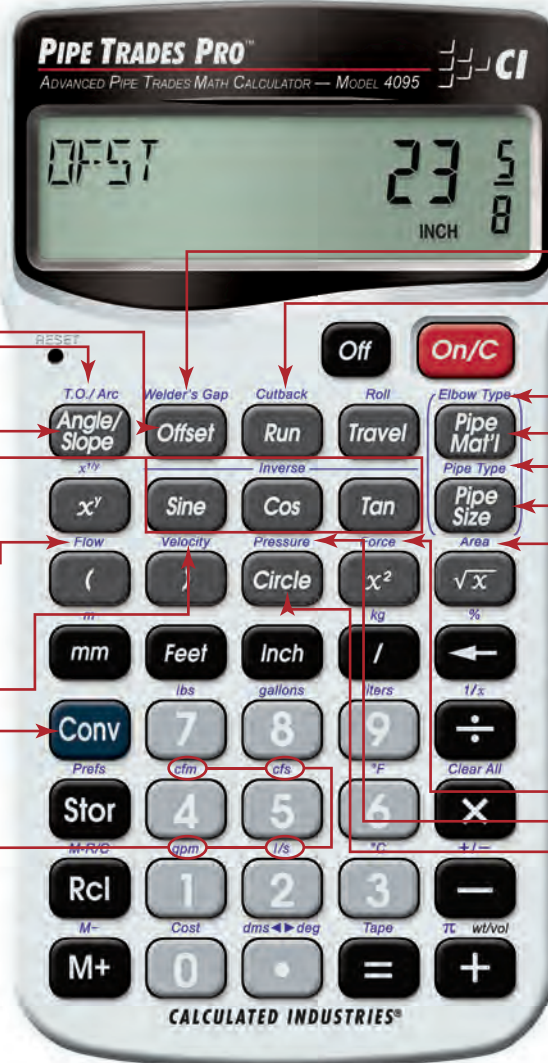 PIPE TRADES PRO™
ADVANCED PIPE TRADES MATH CALCULATOR — MODEL 4095
CI
OFST 23 5/8
INCH
RESET
Off On/C
T.O./ Arc Welder's Gap Cutback Roll Elbow Type
Angle/Slope Offset Run Travel Pipe Mat'l
x¹/ʸ Inverse Pipe Type
xʸ Sine Cos Tan Pipe Size
Flow Velocity Pressure Force Area
( ) Circle x² √x
m kg %
mm Feet Inch / ←
lbs gallons liters 1/x
Conv 7 8 9 ÷
Prefs cfm cfs °F Clear All
Stor 4 5 6 ×
M-R/C gpm l/s °C +/−
Rcl 1 2 3 −
M− Cost dms◄►deg Tape π wt/vol
M+ 0 • = +
CALCULATED INDUSTRIES®